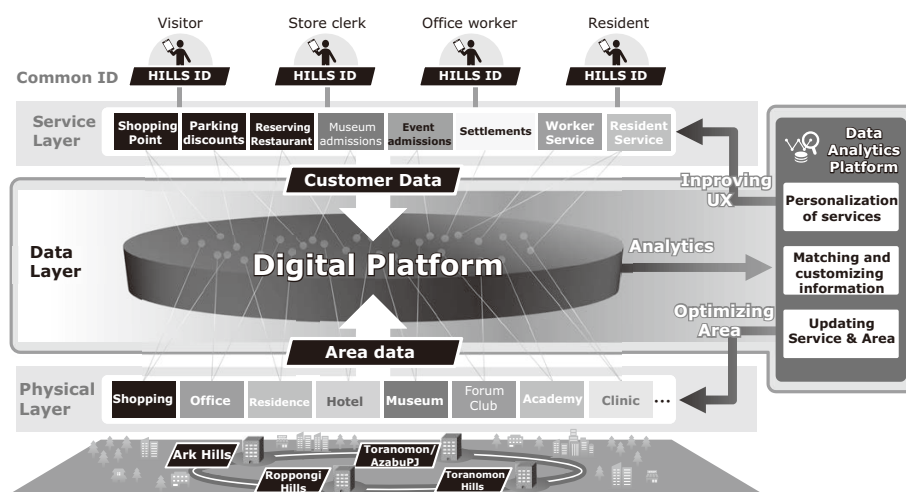 Visitor
Store clerk
Office worker
Resident
Common ID
HILLS ID
HILLS ID
HILLS ID
HILLS ID
Service
Layer
Shopping
Point
Parking
discounts
Reserving
Restaurant
Museum
admissions
Event
admissions
Settlements
Worker
Service
Resident
Service
Customer Data
Data
Layer
Digital Platform
Analytics
Inproving
UX
Optimizing
Area
Data
Analytics
Platform
Personalization
of services
Matching and
customizing
information
Updating
Service & Area
Area data
Physical
Layer
Shopping
Office
Residence
Hotel
Museum
Forum
Club
Academy
Clinic
...
Ark Hills
Toranomon/
AzabuPJ
Roppongi
Hills
Toranomon
Hills